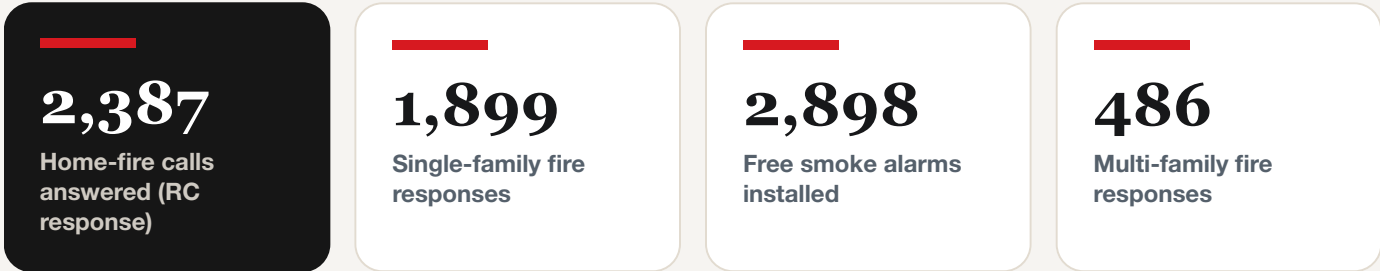 2,387
Home-fire calls
answered (RC
response)
1,899
Single-family fire
responses
2,898
Free smoke alarms
installed
486
Multi-family fire
responses